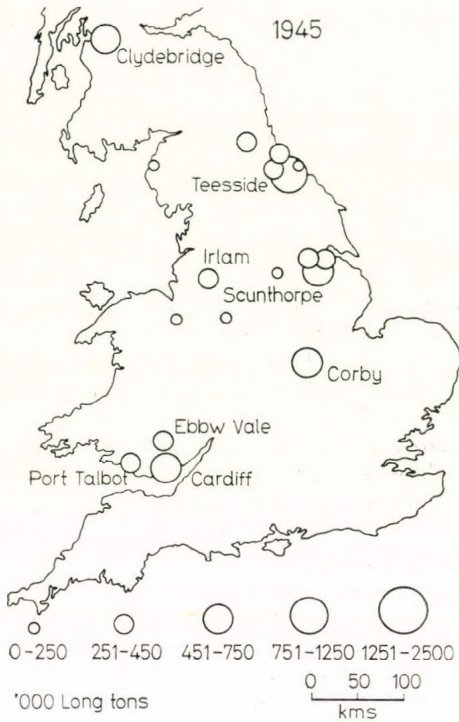 1945
Clydebridge
Teesside
Irlam
Scunthorpe
Corby
Ebbw Vale
Port Talbot
Cardiff
0-250 251-450 451-750 751-1250 1251-2500
'000 Long tons
0 50 100
kms